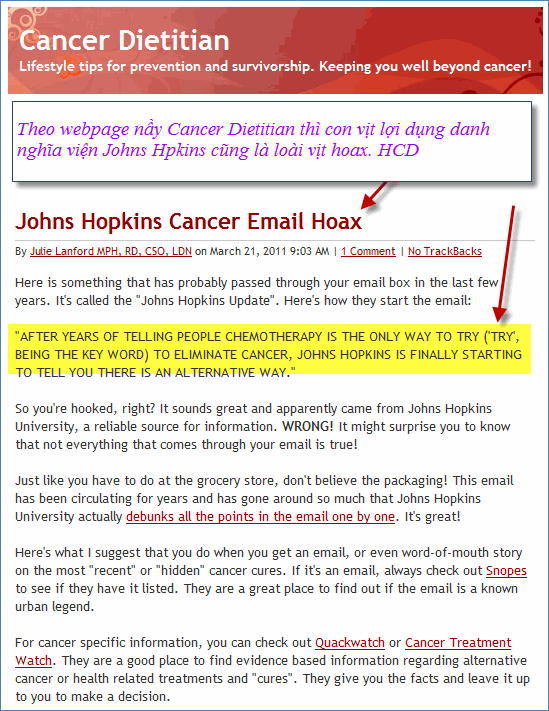 Cancer Dietitian
Lifestyle tips for prevention and survivorship. Keeping you well beyond cancer!
Theo webpage nầy Cancer Dietitian thì con vịt lợi dụng danh
nghĩa viện Johns Hpkins cũng là loài vịt hoax. HCD
Johns Hopkins Cancer Email Hoax
By Julie Lanford MPH, RD, CSO, LDN on March 21, 2011 9:03 AM | 1 Comment | No TrackBacks
Here is something that has probably passed through your email box in the last few
years. It's called the "Johns Hopkins Update". Here's how they start the email:
"AFTER YEARS OF TELLING PEOPLE CHEMOTHERAPY IS THE ONLY WAY TO TRY ('TRY',
BEING THE KEY WORD) TO ELIMINATE CANCER, JOHNS HOPKINS IS FINALLY STARTING
TO TELL YOU THERE IS AN ALTERNATIVE WAY."
So you're hooked, right? It sounds great and apparently came from Johns Hopkins
University, a reliable source for information. WRONG! It might surprise you to know
that not everything that comes through your email is true!
Just like you have to do at the grocery store, don't believe the packaging! This email
has been circulating for years and has gone around so much that Johns Hopkins
University actually debunks all the points in the email one by one. It's great!
Here's what I suggest that you do when you get an email, or even word-of-mouth story
on the most "recent" or "hidden" cancer cures. If it's an email, always check out Snopes
to see if they have it listed. They are a great place to find out if the email is a known
urban legend.
For cancer specific information, you can check out Quackwatch or Cancer Treatment
Watch. They are a good place to find evidence based information regarding alternative
cancer or health related treatments and "cures". They give you the facts and leave it up
to you to make a decision.